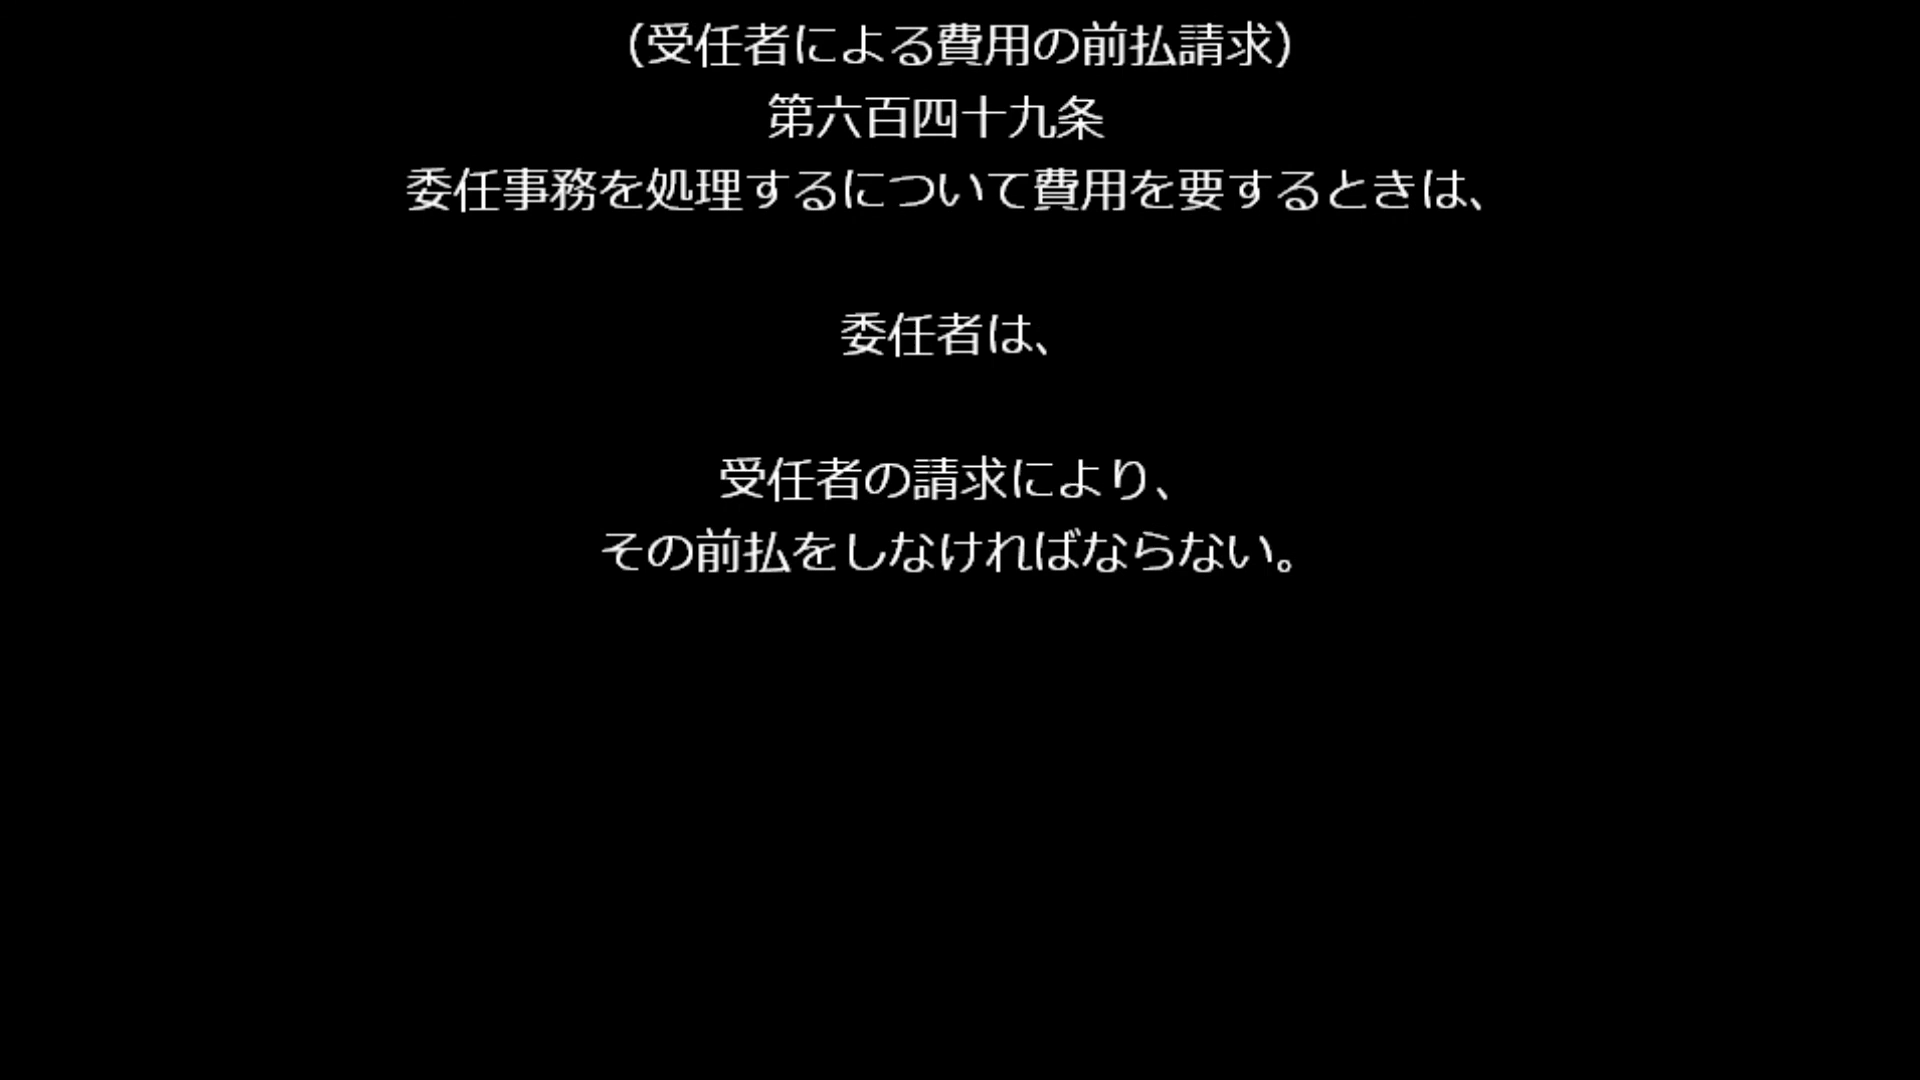 （受任者による費用の前払請求）
第六百四十九条
委任事務を処理するについて費用を要するときは、
委任者は、
受任者の請求により、
その前払をしなければならない。